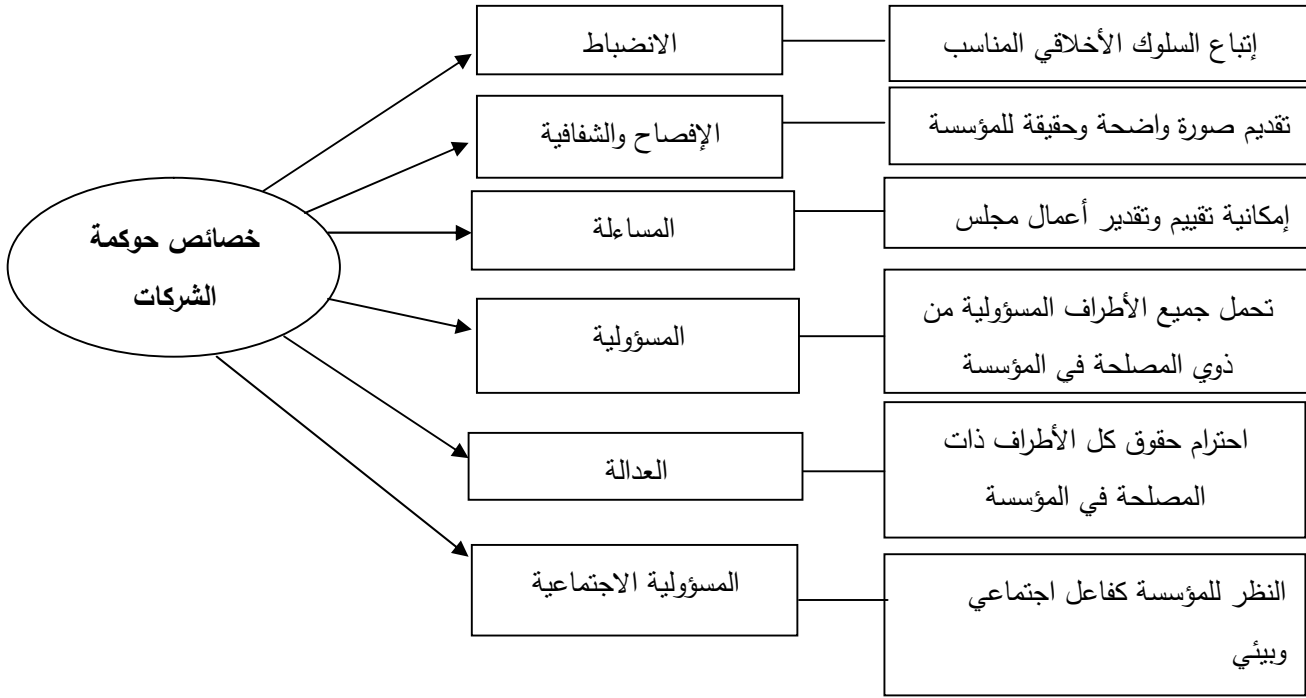 خصائص حوكمة
الشركات
الانضباط
إتباع السلوك الأخلاقي المناسب
الإفصاح والشفافية
تقديم صورة واضحة وحقيقة للمؤسسة
المساءلة
إمكانية تقييم وتقدير أعمال مجلس
المسؤولية
تحمل جميع الأطراف المسؤولية من
ذوي المصلحة في المؤسسة
العدالة
احترام حقوق كل الأطراف ذات
المصلحة في المؤسسة
المسؤولية الاجتماعية
النظر للمؤسسة كفاعل اجتماعي
وبيئي